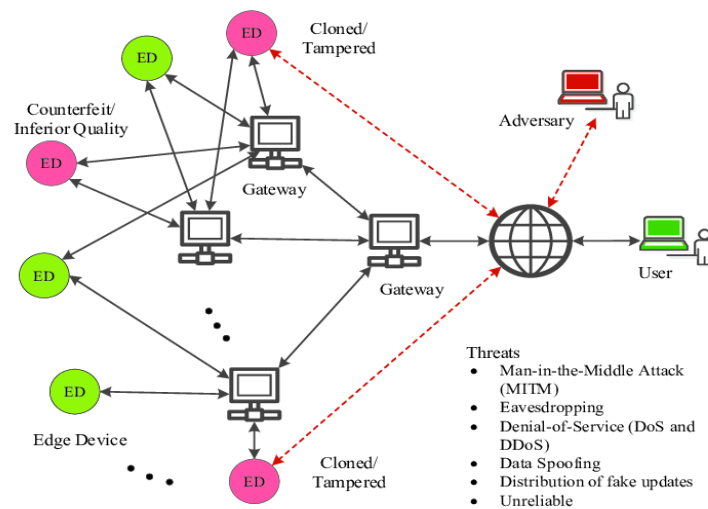 ED
Cloned/
Tampered
ED
Counterfeit/
Inferior Quality
ED
Gateway
Adversary
ED
Gateway
User
ED
Edge Device
ED
Cloned/
Tampered
Threats
• Man-in-the-Middle Attack
(MITM)
• Eavesdropping
• Denial-of-Service (DoS and
DDoS)
• Data Spoofing
• Distribution of fake updates
• Unreliable